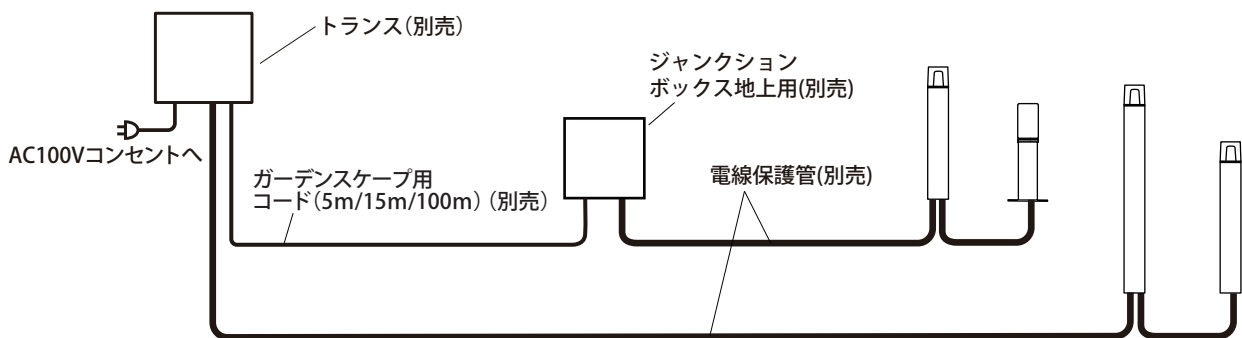 トランス(別売)
ジャンクション
ボックス地上用(別売)
AC100Vコンセントへ
ガーデンスケープ用
コード(5m/15m/100m) (別売)
電線保護管(別売)